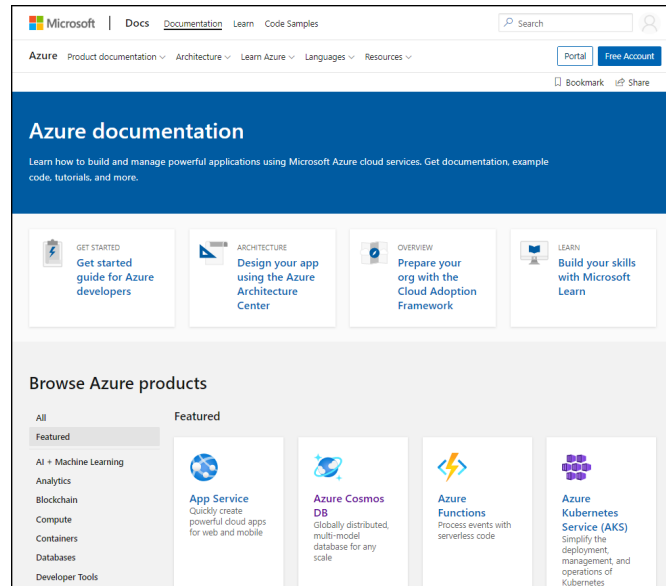 Microsoft Docs Documentation Learn Code Samples Search
Azure Product documentation Architecture Learn Azure Languages Resources Portal Free Account
Bookmark Share
Azure documentation
Learn how to build and manage powerful applications using Microsoft Azure cloud services. Get documentation, example
code, tutorials, and more.
GET STARTED
Get started
guide for Azure
developers
ARCHITECTURE
Design your app
using the Azure
Architecture
Center
OVERVIEW
Prepare your
org with the
Cloud Adoption
Framework
LEARN
Build your skills
with Microsoft
Learn
Browse Azure products
All
Featured
AI + Machine Learning
Analytics
Blockchain
Compute
Containers
Databases
Developer Tools
Featured
App Service
Quickly create
powerful cloud apps
for web and mobile
Azure Cosmos
DB
Globally distributed,
multi-model
database for any
scale
Azure
Functions
Process events with
serverless code
Azure
Kubernetes
Service (AKS)
Simplify the
deployment,
management, and
operations of
Kubernetes